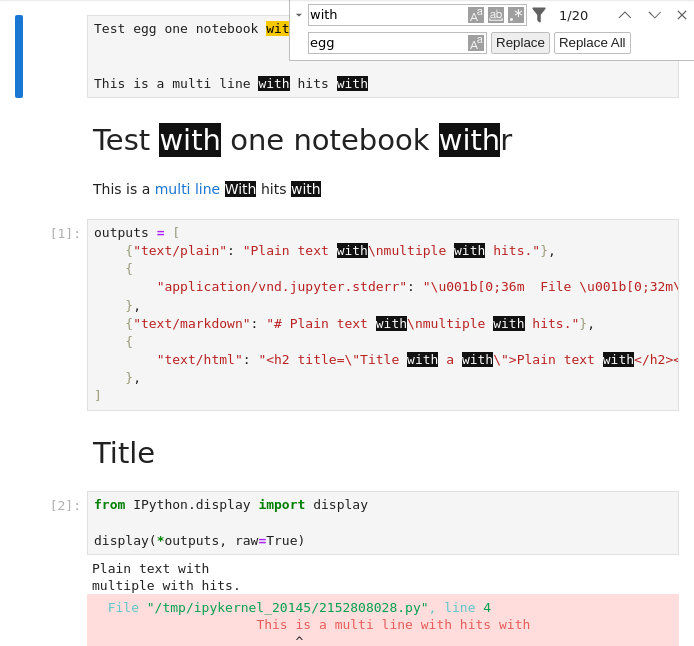 with Aa ab .* 1/20
egg Aa Replace Replace All
Test egg one notebook wit
This is a multi line with hits with
Test with one notebook withr
This is a multi line With hits with
[1]: outputs = [
{"text/plain": "Plain text with\nmultiple with hits."},
{
"application/vnd.jupyter.stderr": "\u001b[0;36m  File \u001b[0;32m\
},
{"text/markdown": "# Plain text with\nmultiple with hits."},
{
"text/html": "<h2 title=\"Title with a with\">Plain text with</h2><
},
]
Title
[2]: from IPython.display import display
display(*outputs, raw=True)
Plain text with
multiple with hits.
File "/tmp/ipykernel_20145/2152808028.py", line 4
This is a multi line with hits with
^